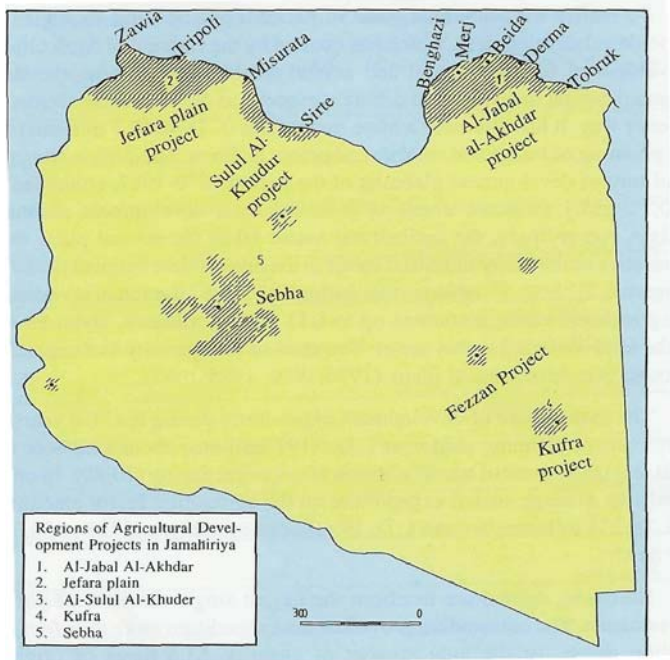 Zawia
Tripoli
Misurata
Sirte
Benghazi
Merj
Beida
Derma
Tobruk
2
Jefara plain
project
3
Sulul Al-
Khudur
project
1
Al-Jabal
al-Akhdar
project
5
Sebha
Fezzan Project
4
Kufra
project
Regions of Agricultural Devel-
opment Projects in Jamahiriya
1. Al-Jabal Al-Akhdar
2. Jefara plain
3. Al-Sulul Al-Khuder
4. Kufra
5. Sebha
300 0